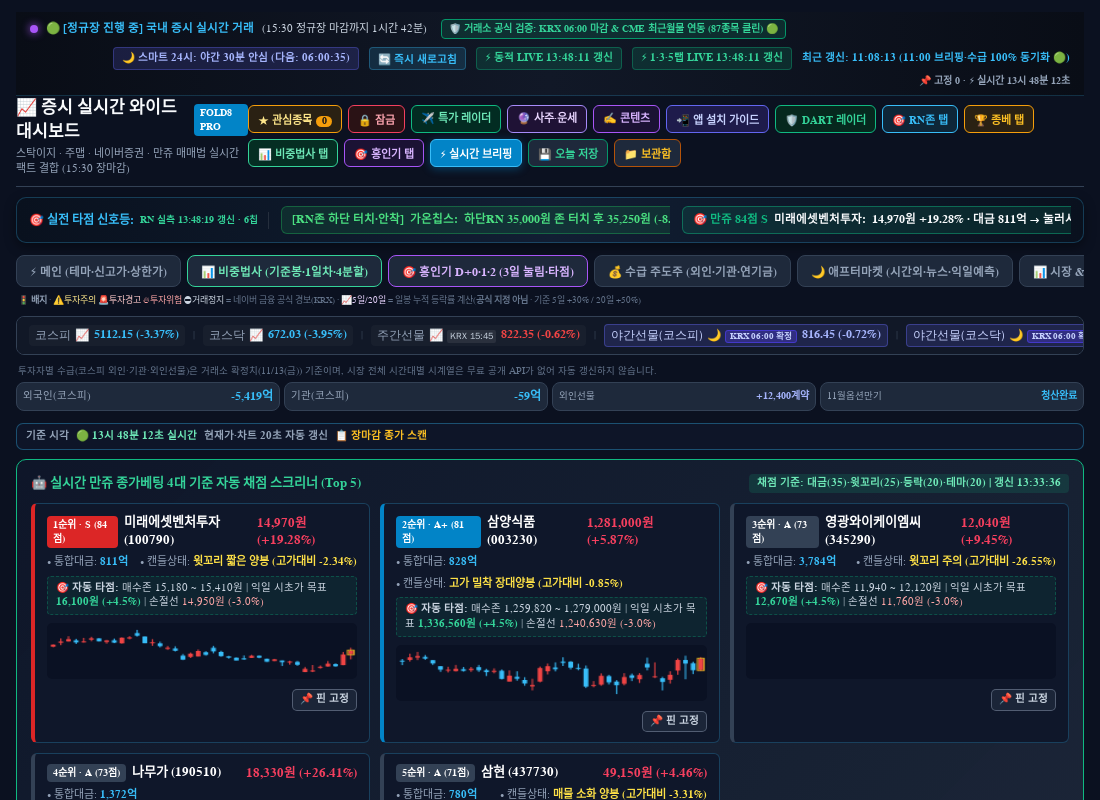 🟢 [정규장 진행 중] 국내 증시 실시간 거래 (15:30 정규장 마감까지 1시간 42분) 🛡️ 거래소 공식 검증: KRX 06:00 마감 & CME 최근월물 연동 (87종목 클린) 🟢
🌙 스마트 24시: 야간 30분 안심 (다음: 06:00:35) 🔄 즉시 새로고침 ⚡ 동적 LIVE 13:48:11 갱신 ⚡ 1·3·5탭 LIVE 13:48:11 갱신 최근 갱신: 11:08:13 (11:00 브리핑·수급 100% 동기화 🟢)
📌 고정 0 · ⚡ 실시간 13시 48분 12초
📈 증시 실시간 와이드 대시보드
FOLD8 PRO
스탁이지 · 주맵 · 네이버증권 · 만쥬 매매법 실시간 팩트 결합 (15:30 장마감)
⭐ 관심종목 0 🔒 잠금 ✈️ 특가 레이더 🔮 사주·운세 ✍️ 콘텐츠 📲 앱 설치 가이드 🛡️ DART 레이더 🎯 RN존 탭 🏆 종베 탭
📊 비중법사 탭 🎯 홍인기 탭 ⚡ 실시간 브리핑 💾 오늘 저장 📁 보관함
🎯 실전 타점 신호등: RN 실측 13:48:19 갱신 · 6칩 [RN존 하단 터치·안착] 가온칩스: 하단RN 35,000원 존 터치 후 35,250원 (-8. 🎯 만쥬 84점 S 미래에셋벤처투자: 14,970원 +19.28% · 대금 811억 → 눌러서
⚡ 메인 (테마·신고가·상한가) 📊 비중법사 (기준봉·1일차·4분할) 🎯 홍인기 D+0·1·2 (3일 눌림·타점) 💰 수급 주도주 (외인·기관·연기금) 🌙 애프터마켓 (시간외·뉴스·익일예측) 📊 시장 &
🚦 배지 · ⚠️투자주의 🚨투자경고 ⛔투자위험 ⛔거래정지 = 네이버 금융 공식 경보(KRX) · 📈5일/20일 = 일봉 누적 등락률 계산(공식 지정 아님 · 기준 5일 +30% / 20일 +50%)
코스피 📈 5112.15 (-3.37%) | 코스닥 📈 672.03 (-3.95%) | 주간선물 📈 KRX 15:45 822.35 (-0.62%) | 야간선물(코스피) 🌙 KRX 06:00 확정 816.45 (-0.72%) | 야간선물(코스닥) 🌙 KRX 06:00 확
투자자별 수급(코스피 외인·기관·외인선물)은 거래소 확정치(11/13(금)) 기준이며, 시장 전체 시간대별 시계열은 무료 공개 API가 없어 자동 갱신하지 않습니다.
외국인(코스피) -5,419억 기관(코스피) -59억 외인선물 +12,400계약 11월옵션만기 청산완료
기준 시각 🟢 13시 48분 12초 실시간 현재가·차트 20초 자동 갱신 📋 장마감 종가 스캔
🤖 실시간 만쥬 종가베팅 4대 기준 자동 채점 스크리너 (Top 5) 채점 기준: 대금(35)·윗꼬리(25)·등락(20)·테마(20) | 갱신 13:33:36
1순위 · S (84점) 미래에셋벤처투자 (100790) 14,970원 (+19.28%)
• 통합대금: 811억 • 캔들상태: 윗꼬리 짧은 양봉 (고가대비 -2.34%)
🎯 자동 타점: 매수존 15,180 ~ 15,410원 | 익일 시초가 목표 16,100원 (+4.5%) | 손절선 14,950원 (-3.0%)
📌 핀 고정
2순위 · A+ (81점) 삼양식품 (003230) 1,281,000원 (+5.87%)
• 통합대금: 828억
• 캔들상태: 고가 밀착 장대양봉 (고가대비 -0.85%)
🎯 자동 타점: 매수존 1,259,820 ~ 1,279,000원 | 익일 시초가 목표 1,336,560원 (+4.5%) | 손절선 1,240,630원 (-3.0%)
📌 핀 고정
3순위 · A (73점) 영광와이케이엠씨 (345290) 12,040원 (+9.45%)
• 통합대금: 3,784억 • 캔들상태: 윗꼬리 주의 (고가대비 -26.55%)
🎯 자동 타점: 매수존 11,940 ~ 12,120원 | 익일 시초가 목표 12,670원 (+4.5%) | 손절선 11,760원 (-3.0%)
📌 핀 고정
4순위 · A (73점) 나무가 (190510) 18,330원 (+26.41%)
• 통합대금: 1,372억
5순위 · A (71점) 삼현 (437730) 49,150원 (+4.46%)
• 통합대금: 780억 • 캔들상태: 매물 소화 양봉 (고가대비 -3.31%)